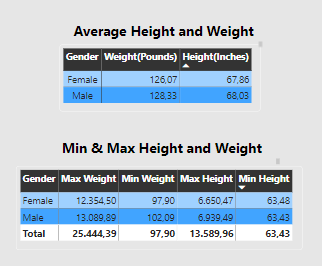 Average Height and Weight
Gender Weight(Pounds) Height(Inches)
Female 126,07 67,86
Male 128,33 68,03
Min & Max Height and Weight
Gender Max Weight Min Weight Max Height Min Height
Female 12.354,50 97,90 6.650,47 63,48
Male 13.089,89 102,09 6.939,49 63,43
Total 25.444,39 97,90 13.589,96 63,43